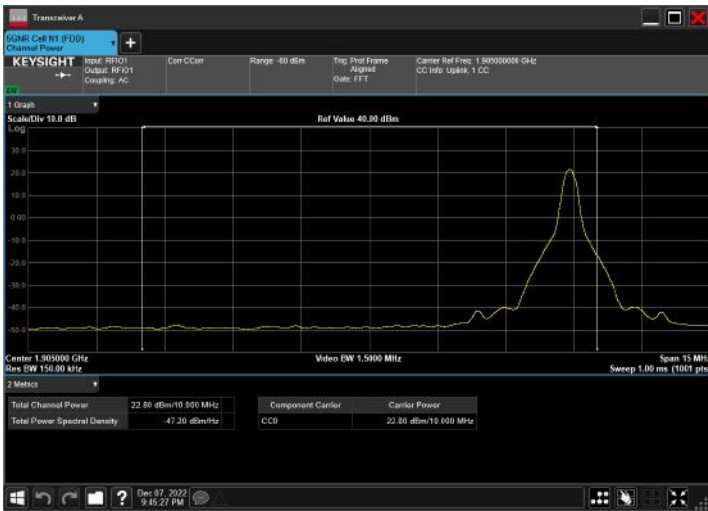 Transceiver A
5GNR Cell N1 (FDD)
Channel Power
KEYSIGHT
Input: RFIO1
Output: RFIO1
Coupling: AC
Corr CCorr
Range: -60 dBm
Trig: Prot Frame
Aligned
Gate: FFT
Carrier Ref Freq: 1.905000000 GHz
CC Info: Uplink, 1 CC
1 Graph
Scale/Div 10.0 dB
Ref Value 40.00 dBm
Log
30.0
20.0
10.0
0.00
-10.0
-20.0
-30.0
-40.0
-50.0
Center 1.905000 GHz
Video BW 1.5000 MHz
Span 15 MHz
Res BW 150.00 kHz
Sweep 1.00 ms (1001 pts
2 Metrics
Total Channel Power 22.80 dBm/10.000 MHz
Total Power Spectral Density -47.20 dBm/Hz
Component Carrier Carrier Power
CC0 22.80 dBm/10.000 MHz
Dec 07, 2022
9:45:27 PM